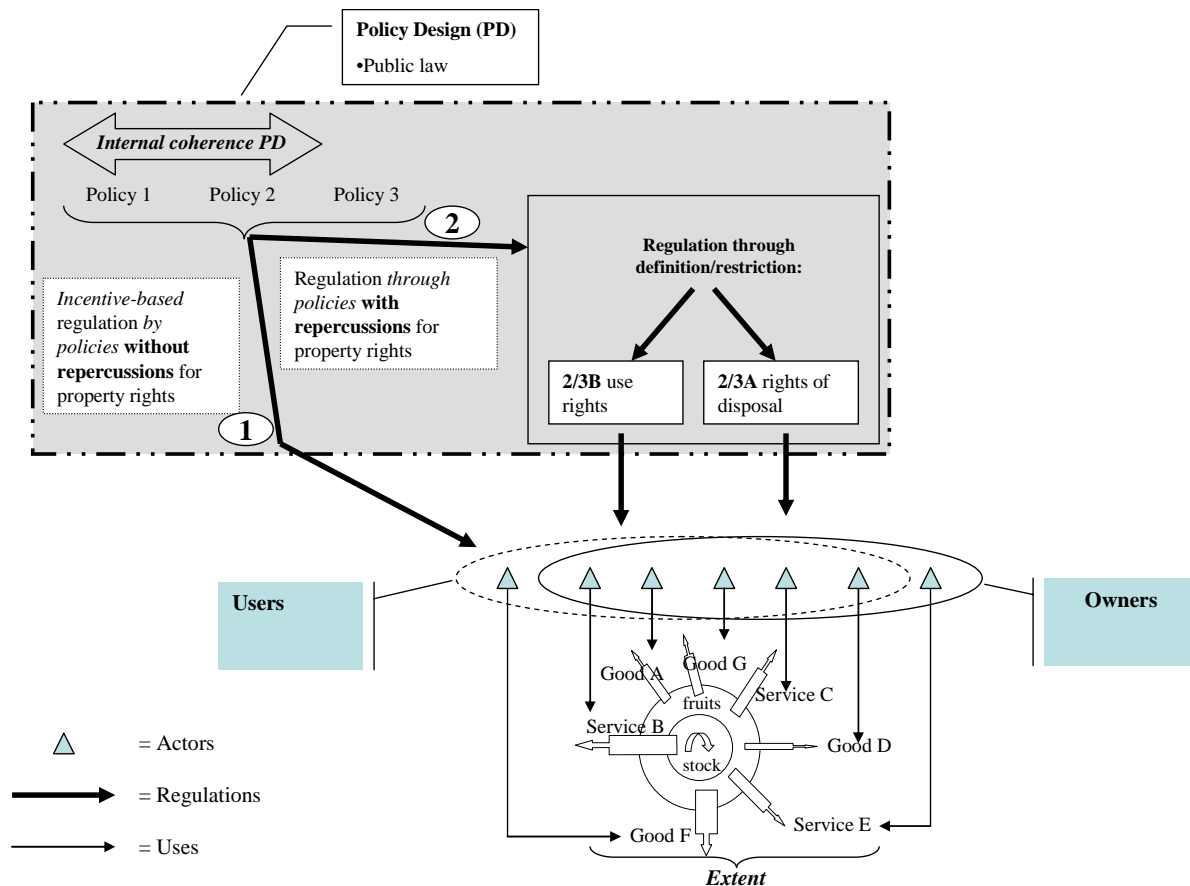 Policy Design (PD)
•Public law
Internal coherence PD
Policy 1
Policy 2
Policy 3
2
Regulation through
definition/restriction:
Incentive-based
regulation by
policies without
repercussions for
property rights
Regulation through
policies with
repercussions for
property rights
2/3B use
rights
2/3A rights of
disposal
1
Users
Owners
Good A
Good G
fruits
Service C
Service B
stock
Good D
Service E
Good F
Extent
= Actors
= Regulations
= Uses